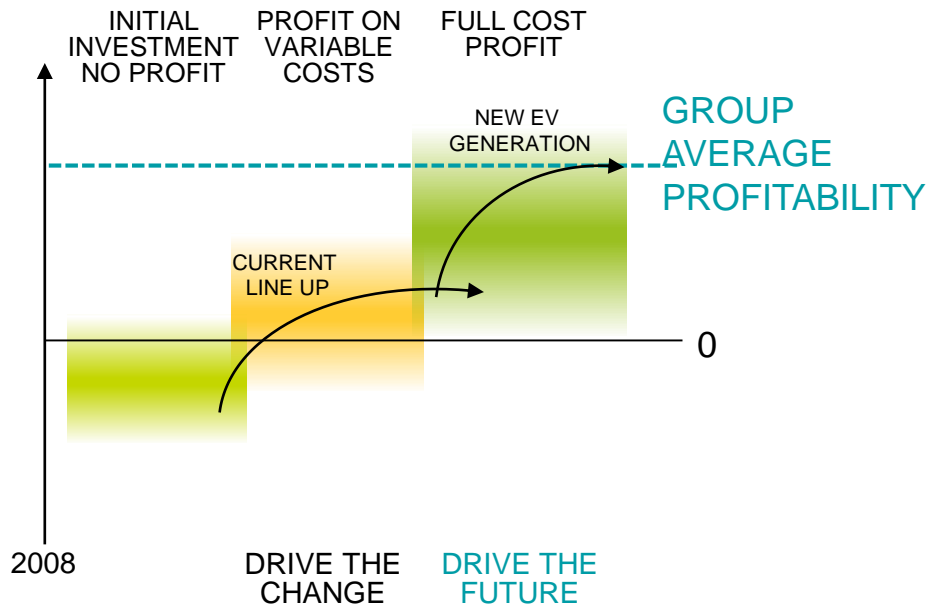 INITIAL
INVESTMENT
NO PROFIT
PROFIT ON
VARIABLE
COSTS
FULL COST
PROFIT
NEW EV
GENERATION
GROUP
AVERAGE
PROFITABILITY
CURRENT
LINE UP
0
2008
DRIVE THE
CHANGE
DRIVE THE
FUTURE